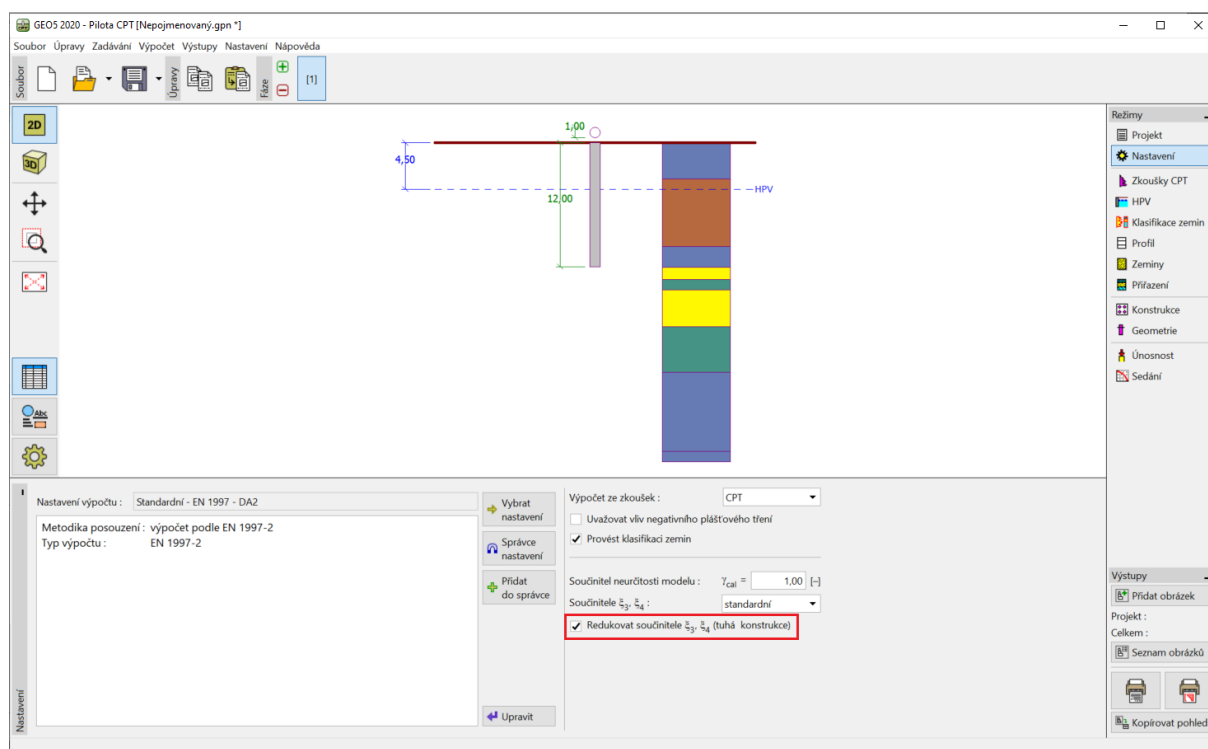 GEO5 2020 - Pilota CPT [Nepojmenovaný.gpn *]
Soubor Úpravy Zadávání Výpočet Výstupy Nastavení Nápověda
Soubor
Úpravy
Fáze
[1]
2D
3D
Abc
1,00
4,50
12,00
HPV
Režimy
Projekt
Nastavení
Zkoušky CPT
HPV
Klasifikace zemin
Profil
Zeminy
Přiřazení
Konstrukce
Geometrie
Únosnost
Sedání
Nastavení
Nastavení výpočtu : Standardní - EN 1997 - DA2
Metodika posouzení : výpočet podle EN 1997-2
Typ výpočtu : EN 1997-2
Vybrat
nastavení
Správce
nastavení
Přidat
do správce
Upravit
Výpočet ze zkoušek : CPT
Uvažovat vliv negativního plášťového tření
Provést klasifikaci zemin
Součinitel neurčitosti modelu : γcal = 1,00 [–]
Součinitele ξ3, ξ4 : standardní
Redukovat součinitele ξ3, ξ4 (tuhá konstrukce)
Výstupy
Přidat obrázek
Projekt :
Celkem :
Seznam obrázků
Kopírovat pohled